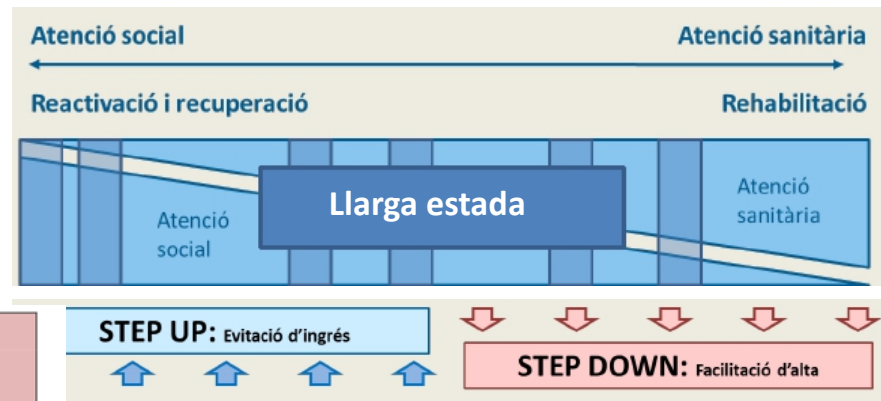 Atenció social
Atenció sanitària
Reactivació i recuperació
Rehabilitació
Llarga estada
Atenció
social
Atenció
sanitària
STEP UP: Evitació d'ingrés
STEP DOWN: Facilitació d'alta